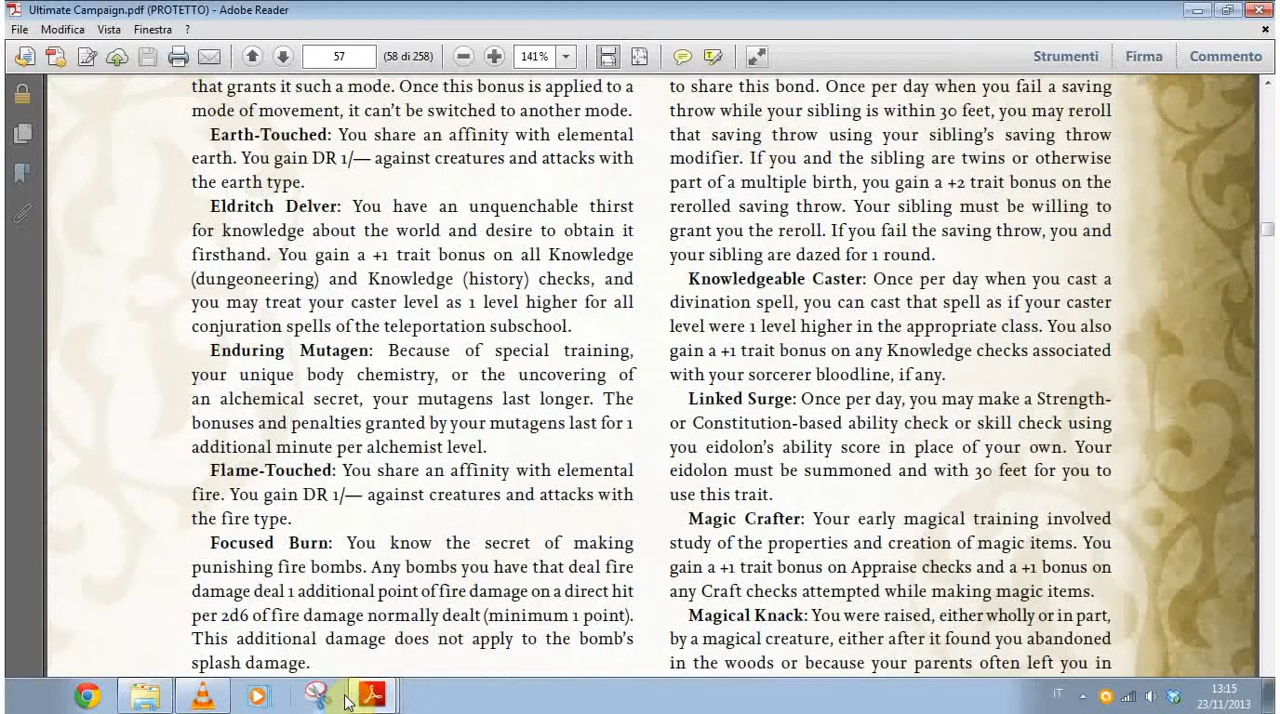 Ultimate Campaign.pdf (PROTETTO) - Adobe Reader
File Modifica Vista Finestra ?
57 (58 di 258) 141% Strumenti Firma Commento
that grants it such a mode. Once this bonus is applied to a
mode of movement, it can't be switched to another mode.
Earth-Touched: You share an affinity with elemental
earth. You gain DR 1/— against creatures and attacks with
the earth type.
Eldritch Delver: You have an unquenchable thirst
for knowledge about the world and desire to obtain it
firsthand. You gain a +1 trait bonus on all Knowledge
(dungeoneering) and Knowledge (history) checks, and
you may treat your caster level as 1 level higher for all
conjuration spells of the teleportation subschool.
Enduring Mutagen: Because of special training,
your unique body chemistry, or the uncovering of
an alchemical secret, your mutagens last longer. The
bonuses and penalties granted by your mutagens last for 1
additional minute per alchemist level.
Flame-Touched: You share an affinity with elemental
fire. You gain DR 1/— against creatures and attacks with
the fire type.
Focused Burn: You know the secret of making
punishing fire bombs. Any bombs you have that deal fire
damage deal 1 additional point of fire damage on a direct hit
per 2d6 of fire damage normally dealt (minimum 1 point).
This additional damage does not apply to the bomb's
splash damage.
to share this bond. Once per day when you fail a saving
throw while your sibling is within 30 feet, you may reroll
that saving throw using your sibling's saving throw
modifier. If you and the sibling are twins or otherwise
part of a multiple birth, you gain a +2 trait bonus on the
rerolled saving throw. Your sibling must be willing to
grant you the reroll. If you fail the saving throw, you and
your sibling are dazed for 1 round.
Knowledgeable Caster: Once per day when you cast a
divination spell, you can cast that spell as if your caster
level were 1 level higher in the appropriate class. You also
gain a +1 trait bonus on any Knowledge checks associated
with your sorcerer bloodline, if any.
Linked Surge: Once per day, you may make a Strength-
or Constitution-based ability check or skill check using
you eidolon's ability score in place of your own. Your
eidolon must be summoned and with 30 feet for you to
use this trait.
Magic Crafter: Your early magical training involved
study of the properties and creation of magic items. You
gain a +1 trait bonus on Appraise checks and a +1 bonus on
any Craft checks attempted while making magic items.
Magical Knack: You were raised, either wholly or in part,
by a magical creature, either after it found you abandoned
in the woods or because your parents often left you in
IT 13:15
23/11/2013